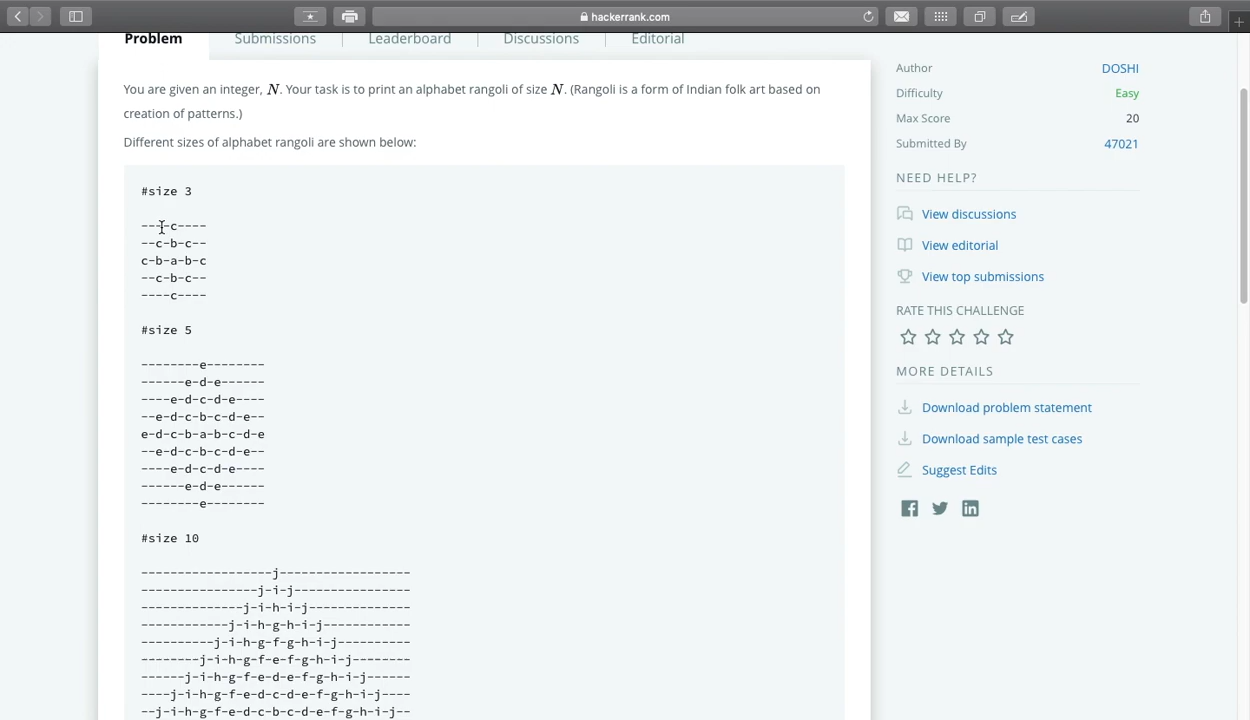 hackerrank.com
Problem
Submissions
Leaderboard
Discussions
Editorial
You are given an integer, N. Your task is to print an alphabet rangoli of size N. (Rangoli is a form of Indian folk art based on
creation of patterns.)
Different sizes of alphabet rangoli are shown below:
#size 3
----c----
--c-b-c--
c-b-a-b-c
--c-b-c--
----c----
#size 5
--------e--------
------e-d-e------
----e-d-c-d-e----
--e-d-c-b-c-d-e--
e-d-c-b-a-b-c-d-e
--e-d-c-b-c-d-e--
----e-d-c-d-e----
------e-d-e------
--------e--------
#size 10
------------------j------------------
----------------j-i-j----------------
--------------j-i-h-i-j--------------
------------j-i-h-g-h-i-j------------
----------j-i-h-g-f-g-h-i-j----------
--------j-i-h-g-f-e-f-g-h-i-j--------
------j-i-h-g-f-e-d-e-f-g-h-i-j------
----j-i-h-g-f-e-d-c-d-e-f-g-h-i-j----
--j-i-h-g-f-e-d-c-b-c-d-e-f-g-h-i-j--
Author DOSHI
Difficulty Easy
Max Score 20
Submitted By 47021
NEED HELP?
View discussions
View editorial
View top submissions
RATE THIS CHALLENGE
MORE DETAILS
Download problem statement
Download sample test cases
Suggest Edits